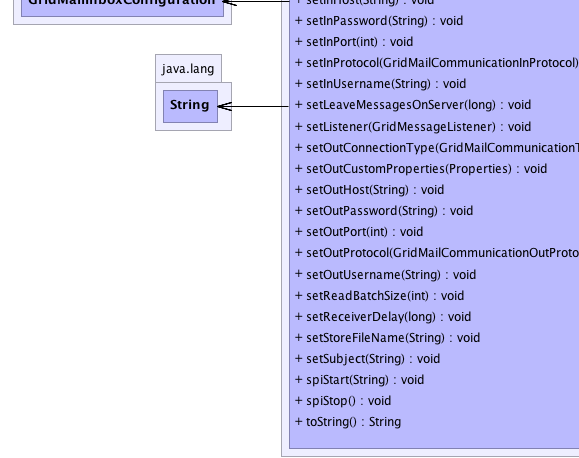 GridMailInboxConfiguration
java.lang
String
+ setInHost(String) : void
+ setInPassword(String) : void
+ setInPort(int) : void
+ setInProtocol(GridMailCommunicationInProtocol)
+ setInUsername(String) : void
+ setLeaveMessagesOnServer(long) : void
+ setListener(GridMessageListener) : void
+ setOutConnectionType(GridMailCommunicationT
+ setOutCustomProperties(Properties) : void
+ setOutHost(String) : void
+ setOutPassword(String) : void
+ setOutPort(int) : void
+ setOutProtocol(GridMailCommunicationOutProto
+ setOutUsername(String) : void
+ setReadBatchSize(int) : void
+ setReceiverDelay(long) : void
+ setStoreFileName(String) : void
+ setSubject(String) : void
+ spiStart(String) : void
+ spiStop() : void
+ toString() : String